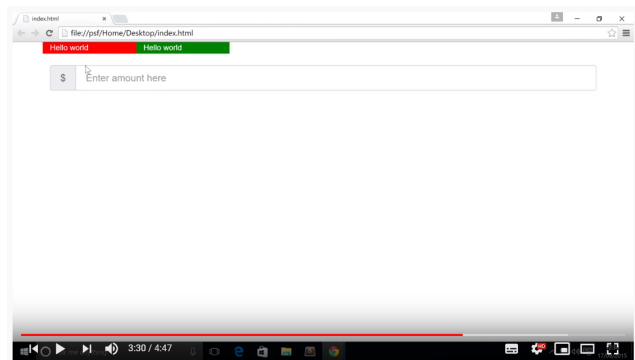 index.html
file://psf/Home/Desktop/index.html
Hello world Hello world
$ Enter amount here
3:30 / 4:47
HD